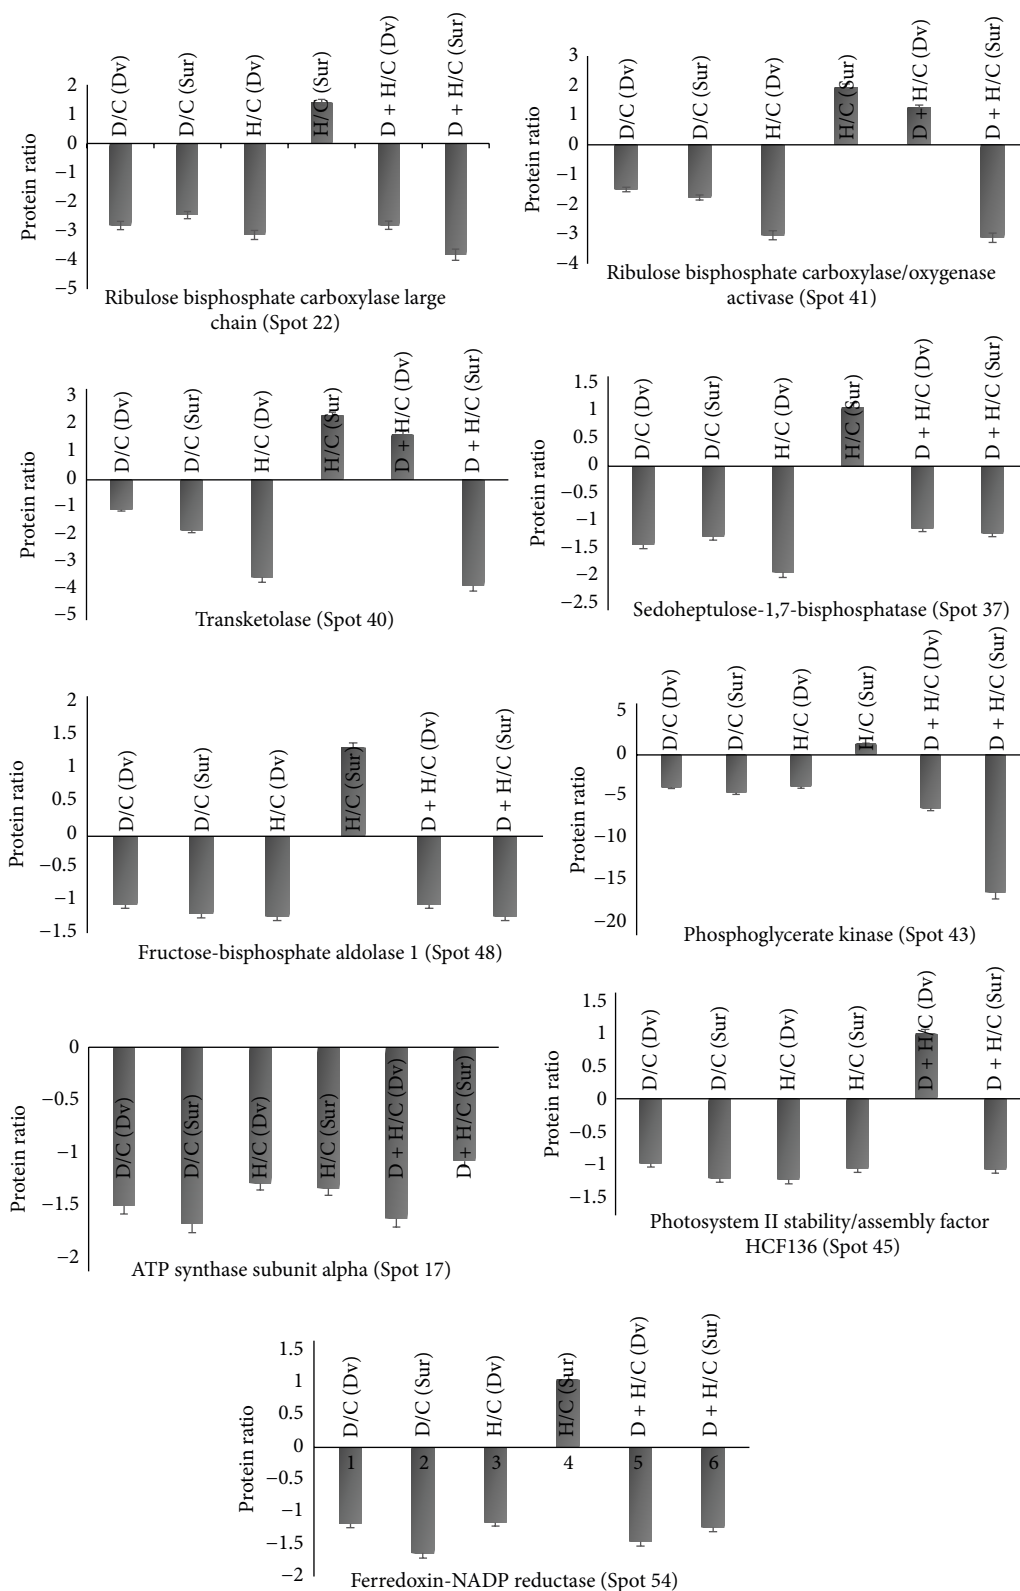 D/C (Dv)
D/C (Sur)
H/C (Dv)
H/C (Sur)
D + H/C (Dv)
D + H/C (Sur)
2
1
0
−1
−2
−3
−4
−5
Protein ratio
Ribulose bisphosphate carboxylase large
chain (Spot 22)
D/C (Dv)
D/C (Sur)
H/C (Dv)
H/C (Sur)
D + H/C (Dv)
D + H/C (Sur)
3
2
1
0
−1
−2
−3
−4
Protein ratio
Ribulose bisphosphate carboxylase/oxygenase
activase (Spot 41)
D/C (Dv)
D/C (Sur)
H/C (Dv)
H/C (Sur)
D + H/C (Dv)
D + H/C (Sur)
3
2
1
0
−1
−2
−3
−4
−5
Protein ratio
Transketolase (Spot 40)
D/C (Dv)
D/C (Sur)
H/C (Dv)
H/C (Sur)
D + H/C (Dv)
D + H/C (Sur)
1.5
1
0.5
0
−0.5
−1
−1.5
−2
−2.5
Protein ratio
Sedoheptulose-1,7-bisphosphatase (Spot 37)
D/C (Dv)
D/C (Sur)
H/C (Dv)
H/C (Sur)
D + H/C (Dv)
D + H/C (Sur)
2
1.5
1
0.5
0
−0.5
−1
−1.5
Protein ratio
Fructose-bisphosphate aldolase 1 (Spot 48)
D/C (Dv)
D/C (Sur)
H/C (Dv)
H/C (Sur)
D + H/C (Dv)
D + H/C (Sur)
5
0
−5
−10
−15
−20
Protein ratio
Phosphoglycerate kinase (Spot 43)
D/C (Dv)
D/C (Sur)
H/C (Dv)
H/C (Sur)
D + H/C (Dv)
D + H/C (Sur)
0
−0.5
−1
−1.5
−2
Protein ratio
ATP synthase subunit alpha (Spot 17)
D/C (Dv)
D/C (Sur)
H/C (Dv)
H/C (Sur)
D + H/C (Dv)
D + H/C (Sur)
1.5
1
0.5
0
−0.5
−1
−1.5
Protein ratio
Photosystem II stability/assembly factor
HCF136 (Spot 45)
D/C (Dv)
D/C (Sur)
H/C (Dv)
H/C (Sur)
D + H/C (Dv)
D + H/C (Sur)
1.5
1
0.5
0
−0.5
−1
−1.5
−2
1 2 3 4 5 6
Protein ratio
Ferredoxin-NADP reductase (Spot 54)